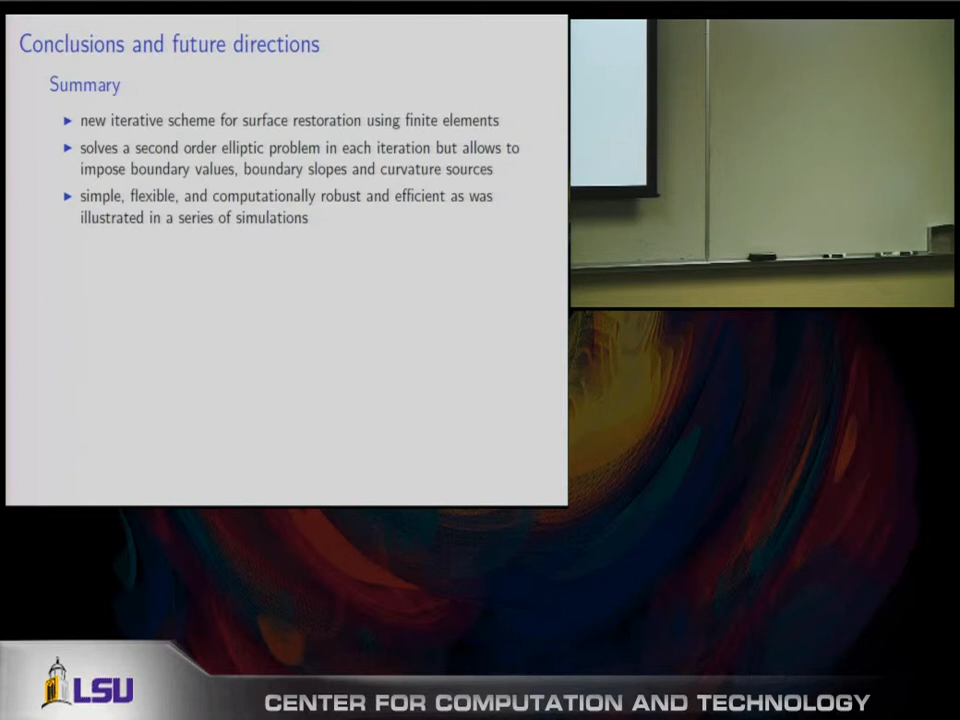 Conclusions and future directions
Summary
► new iterative scheme for surface restoration using finite elements
► solves a second order elliptic problem in each iteration but allows to
impose boundary values, boundary slopes and curvature sources
► simple, flexible, and computationally robust and efficient as was
illustrated in a series of simulations
LSU
CENTER FOR COMPUTATION AND TECHNOLOGY